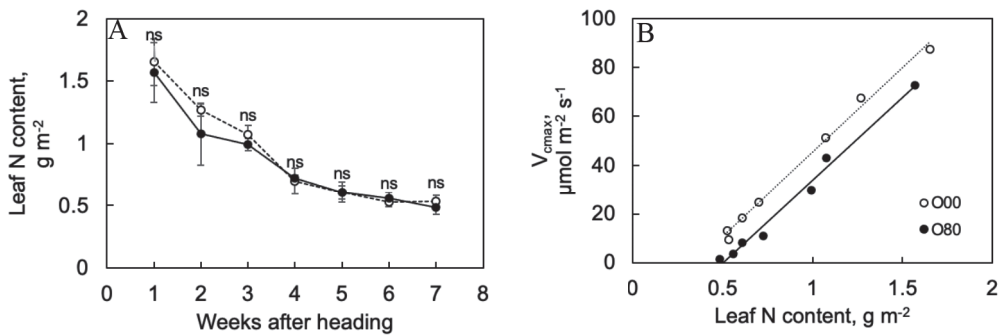 A
2
1.5
1
0.5
0
Leaf N content,
g m-2
ns
ns
ns
ns
ns
ns
ns
0 1 2 3 4 5 6 7 8
Weeks after heading
B
100
80
60
40
20
0
Vcmax,
µmol m-2 s-1
O00
O80
0 0.5 1 1.5 2
Leaf N content, g m-2